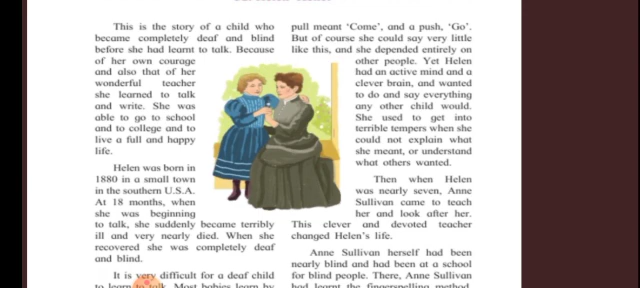 This is the story of a child who
became completely deaf and blind
before she had learnt to talk. Because
of her own courage
and also that of her
wonderful teacher
she learned to talk
and write. She was
able to go to school
and to college and to
live a full and happy
life.
Helen was born in
1880 in a small town
in the southern U.S.A.
At 18 months, when
she was beginning
to talk, she suddenly became terribly
ill and very nearly died. When she
recovered she was completely deaf
and blind.
It is very difficult for a deaf child
to learn to talk. Most babies learn by
pull meant ‘Come’, and a push, ‘Go’.
But of course she could say very little
like this, and she depended entirely on
other people. Yet Helen
had an active mind and a
clever brain, and wanted
to do and say everything
any other child would.
She used to get into
terrible tempers when she
could not explain what
she meant, or understand
what others wanted.
Then when Helen
was nearly seven, Anne
Sullivan came to teach
her and look after her.
This clever and devoted teacher
changed Helen’s life.
Anne Sullivan herself had been
nearly blind and had been at a school
for blind people. There, Anne Sullivan
had learnt the fingerspelling method,